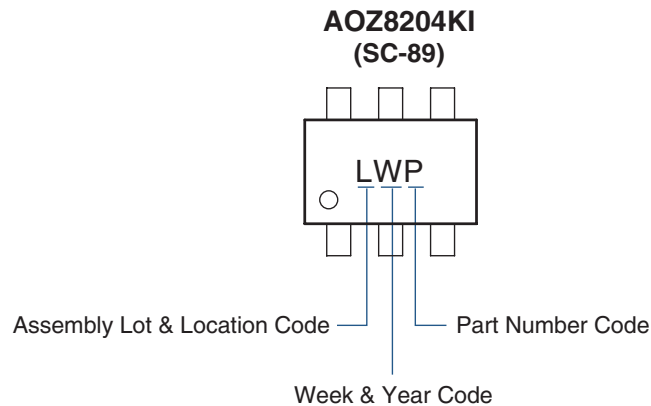 AOZ8204KI
(SC-89)
LWP
Assembly Lot & Location Code
Part Number Code
Week & Year Code